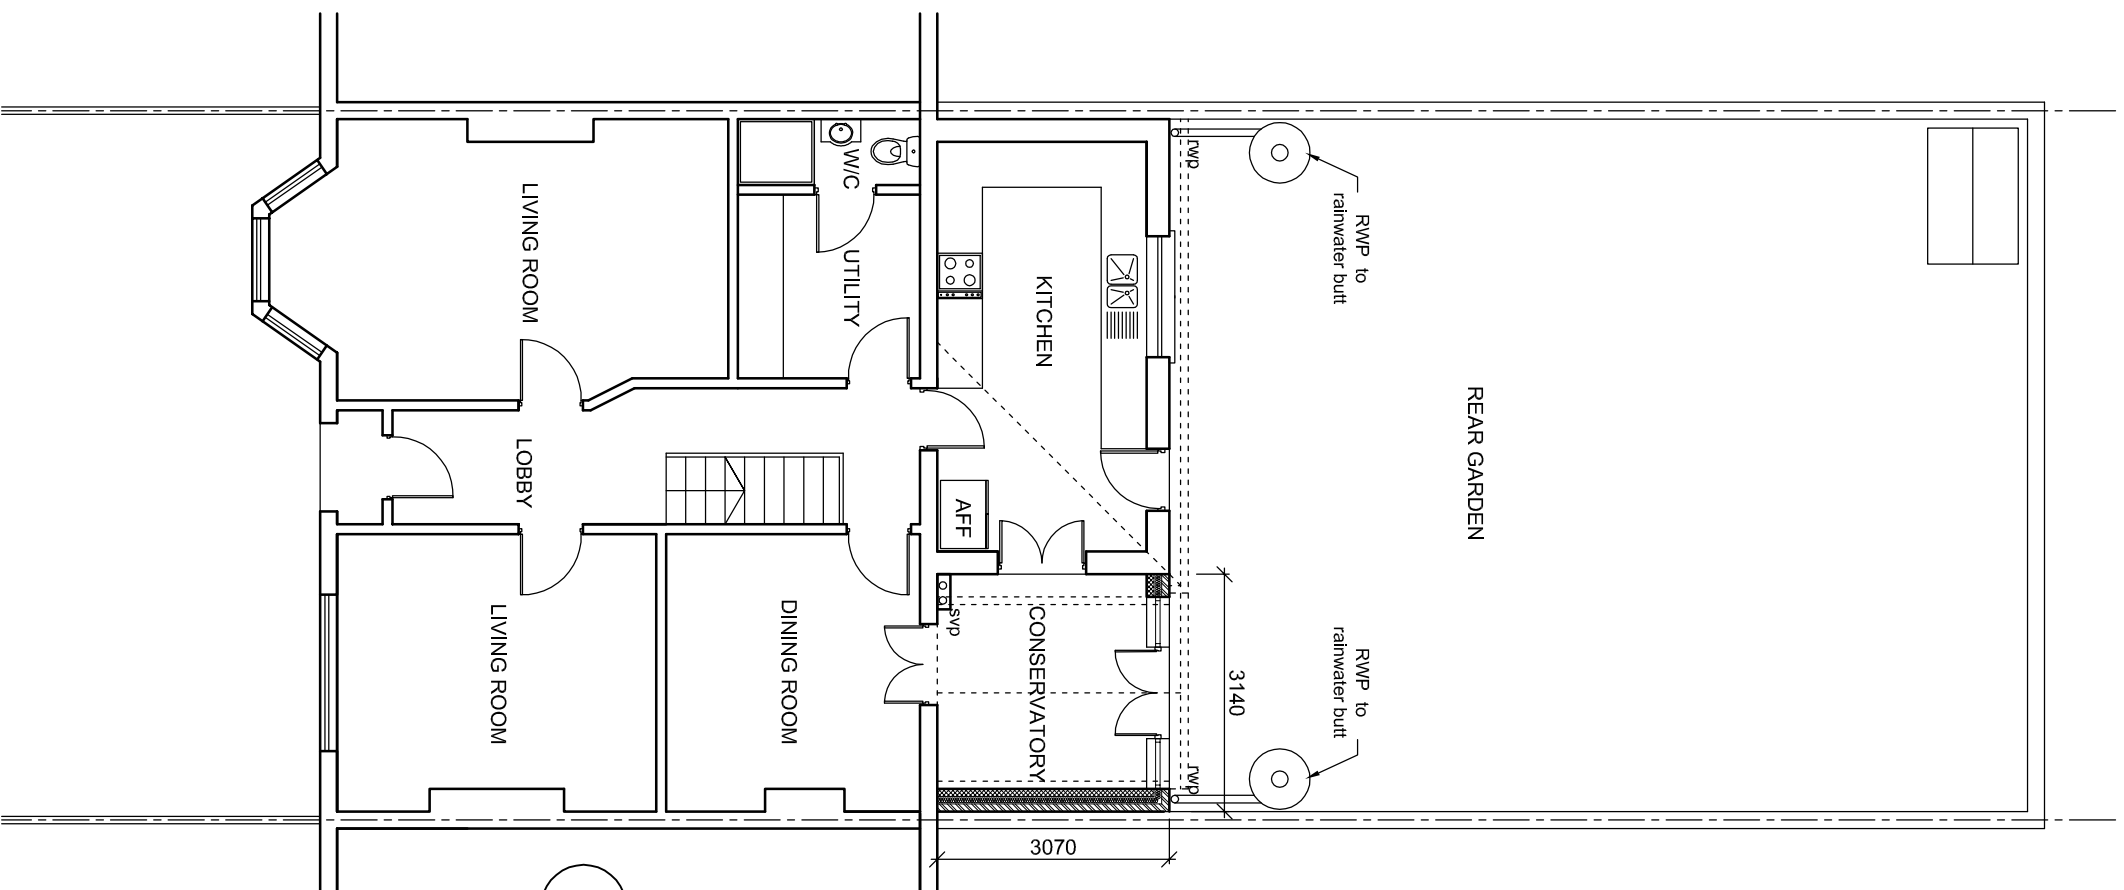 LIVING ROOM
W/C
UTILITY
KITCHEN
rwp
RWP to
rainwater butt
REAR GARDEN
LOBBY
AFF
LIVING ROOM
DINING ROOM
svp
CONSERVATORY
3140
rwp
RWP to
rainwater butt
3070